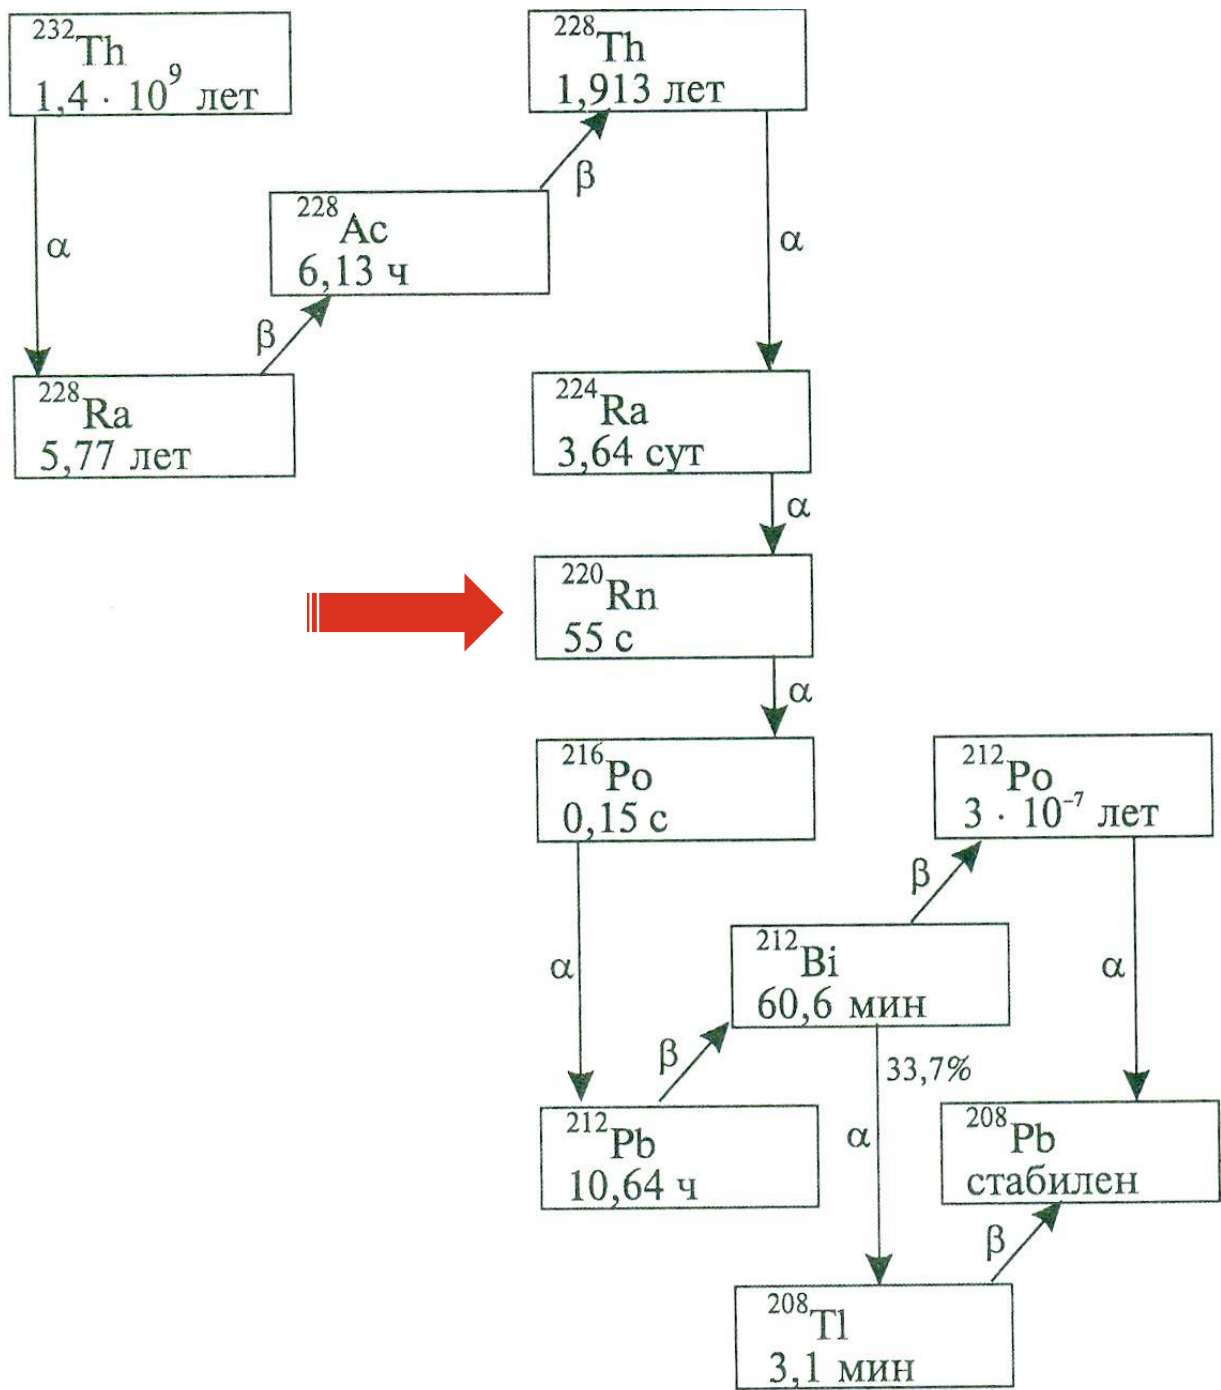 ²³²Th
1,4 · 10⁹ лет
²²⁸Th
1,913 лет
β
²²⁸Ac
6,13 ч
α
α
β
²²⁸Ra
5,77 лет
²²⁴Ra
3,64 сут
α
²²⁰Rn
55 с
α
²¹⁶Po
0,15 с
²¹²Po
3 · 10⁻⁷ лет
β
²¹²Bi
60,6 мин
α
α
β
33,7%
²¹²Pb
10,64 ч
α
²⁰⁸Pb
стабилен
β
²⁰⁸Tl
3,1 мин